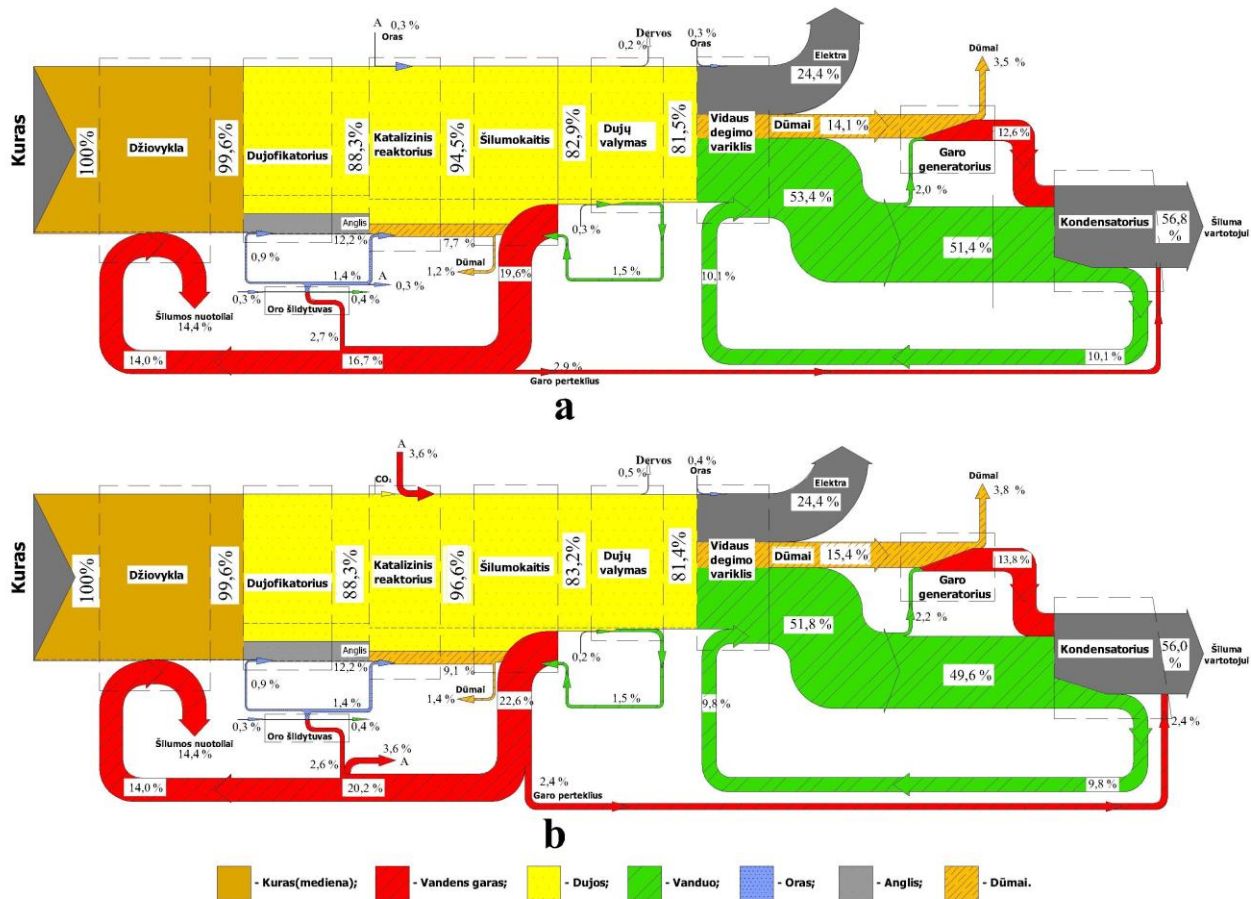 A 0,3 %
Oras
Dervos
0,2 %
0,3 %
Oras
Elektra
24,4 %
Dūmai
3,5 %
Kuras
100%
Džiovykla
99,6%
Dujofikatorius
88,3%
Katalizinis
reaktorius
94,5%
Šilumokaitis
82,9%
Dujų
valymas
81,5%
Vidaus
degimo
variklis
Dūmai
14,1 %
12,6 %
Garo
generatorius
2,0 %
53,4 %
51,4 %
Kondensatorius
56,8
%
Šiluma
vartotojui
Anglis
12,2 %
7,7 %
0,9 %
1,4 %
A
0,3 %
Dūmai
1,2 %
19,6%
0,3 %
1,5 %
10,1 %
0,3 %
0,4 %
Oro šildytuvas
Šilumos nuotoliai
14,4 %
2,7 %
14,0 %
16,7 %
2,9 %
Garo perteklius
10,1 %
a
A
3,6 %
CO₂
Dervos
0,5 %
0,4 %
Oras
Elektra
24,4 %
Dūmai
3,8 %
Kuras
100%
Džiovykla
99,6%
Dujofikatorius
88,3%
Katalizinis
reaktorius
96,6%
Šilumokaitis
83,2%
Dujų
valymas
81,4%
Vidaus
degimo
variklis
Dūmai
15,4 %
13,8 %
Garo
generatorius
2,2 %
51,8 %
49,6 %
Kondensatorius
56,0
%
Šiluma
vartotojui
Anglis
12,2 %
9,1 %
0,9 %
1,4 %
Dūmai
1,4 %
22,6 %
0,2 %
1,5 %
9,8 %
2,4 %
0,3 %
0,4 %
Oro šildytuvas
Šilumos nuotoliai
14,4 %
2,6 %
3,6 %
A
14,0 %
20,2 %
2,4 %
Garo perteklius
9,8 %
b
- Kuras(mediena); - Vandens garas; - Dujos; - Vanduo; - Oras; - Anglis; - Dūmai.